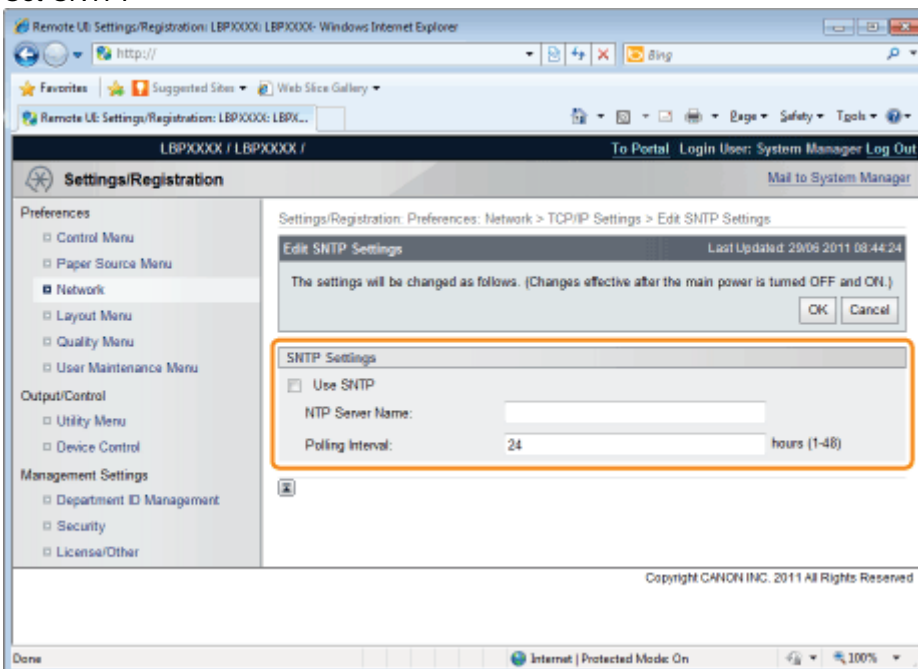 Remote UI: Settings/Registration: LBPXXXX: LBPXXXX- Windows Internet Explorer
http://
Bing
Favorites Suggested Sites Web Slice Gallery
Remote UI: Settings/Registration: LBPXXXX: LBPX...
Page Safety Tools
LBPXXXX / LBPXXXX /
To Portal Login User: System Manager Log Out
Settings/Registration
Mail to System Manager
Preferences
Control Menu
Paper Source Menu
Network
Layout Menu
Quality Menu
User Maintenance Menu
Output/Control
Utility Menu
Device Control
Management Settings
Department ID Management
Security
License/Other
Settings/Registration: Preferences: Network > TCP/IP Settings > Edit SNTP Settings
Edit SNTP Settings
Last Updated: 29/06 2011 08:44:24
The settings will be changed as follows. (Changes effective after the main power is turned OFF and ON.)
OK Cancel
SNTP Settings
Use SNTP
NTP Server Name:
Polling Interval: 24 hours (1-48)
Copyright CANON INC. 2011 All Rights Reserved
Done
Internet | Protected Mode: On
100%